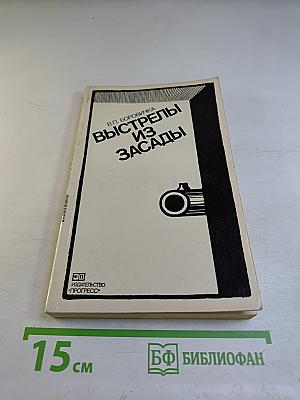 В.П. БОРОВИЧКА
ВЫСТРЕЛЫ
ИЗ
ЗАСАДЫ
ИЗДАТЕЛЬСТВО
«ПРОГРЕСС»
15 СМ
БФ БИБЛИОФАН